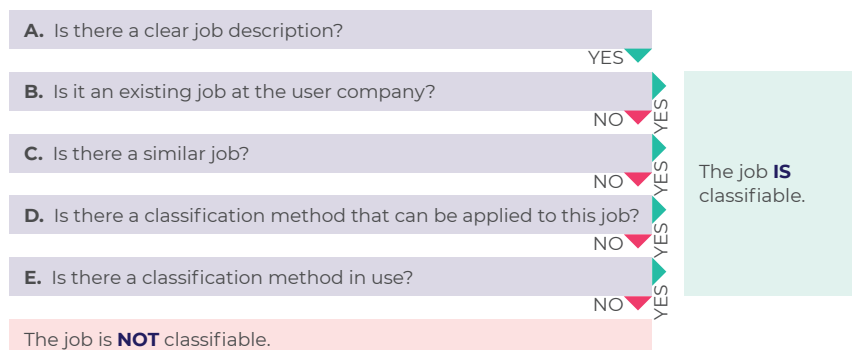 A. Is there a clear job description?
YES
B. Is it an existing job at the user company?
YES
NO
C. Is there a similar job?
YES
NO
D. Is there a classification method that can be applied to this job?
YES
NO
E. Is there a classification method in use?
YES
NO
The job IS
classifiable.
The job is NOT classifiable.